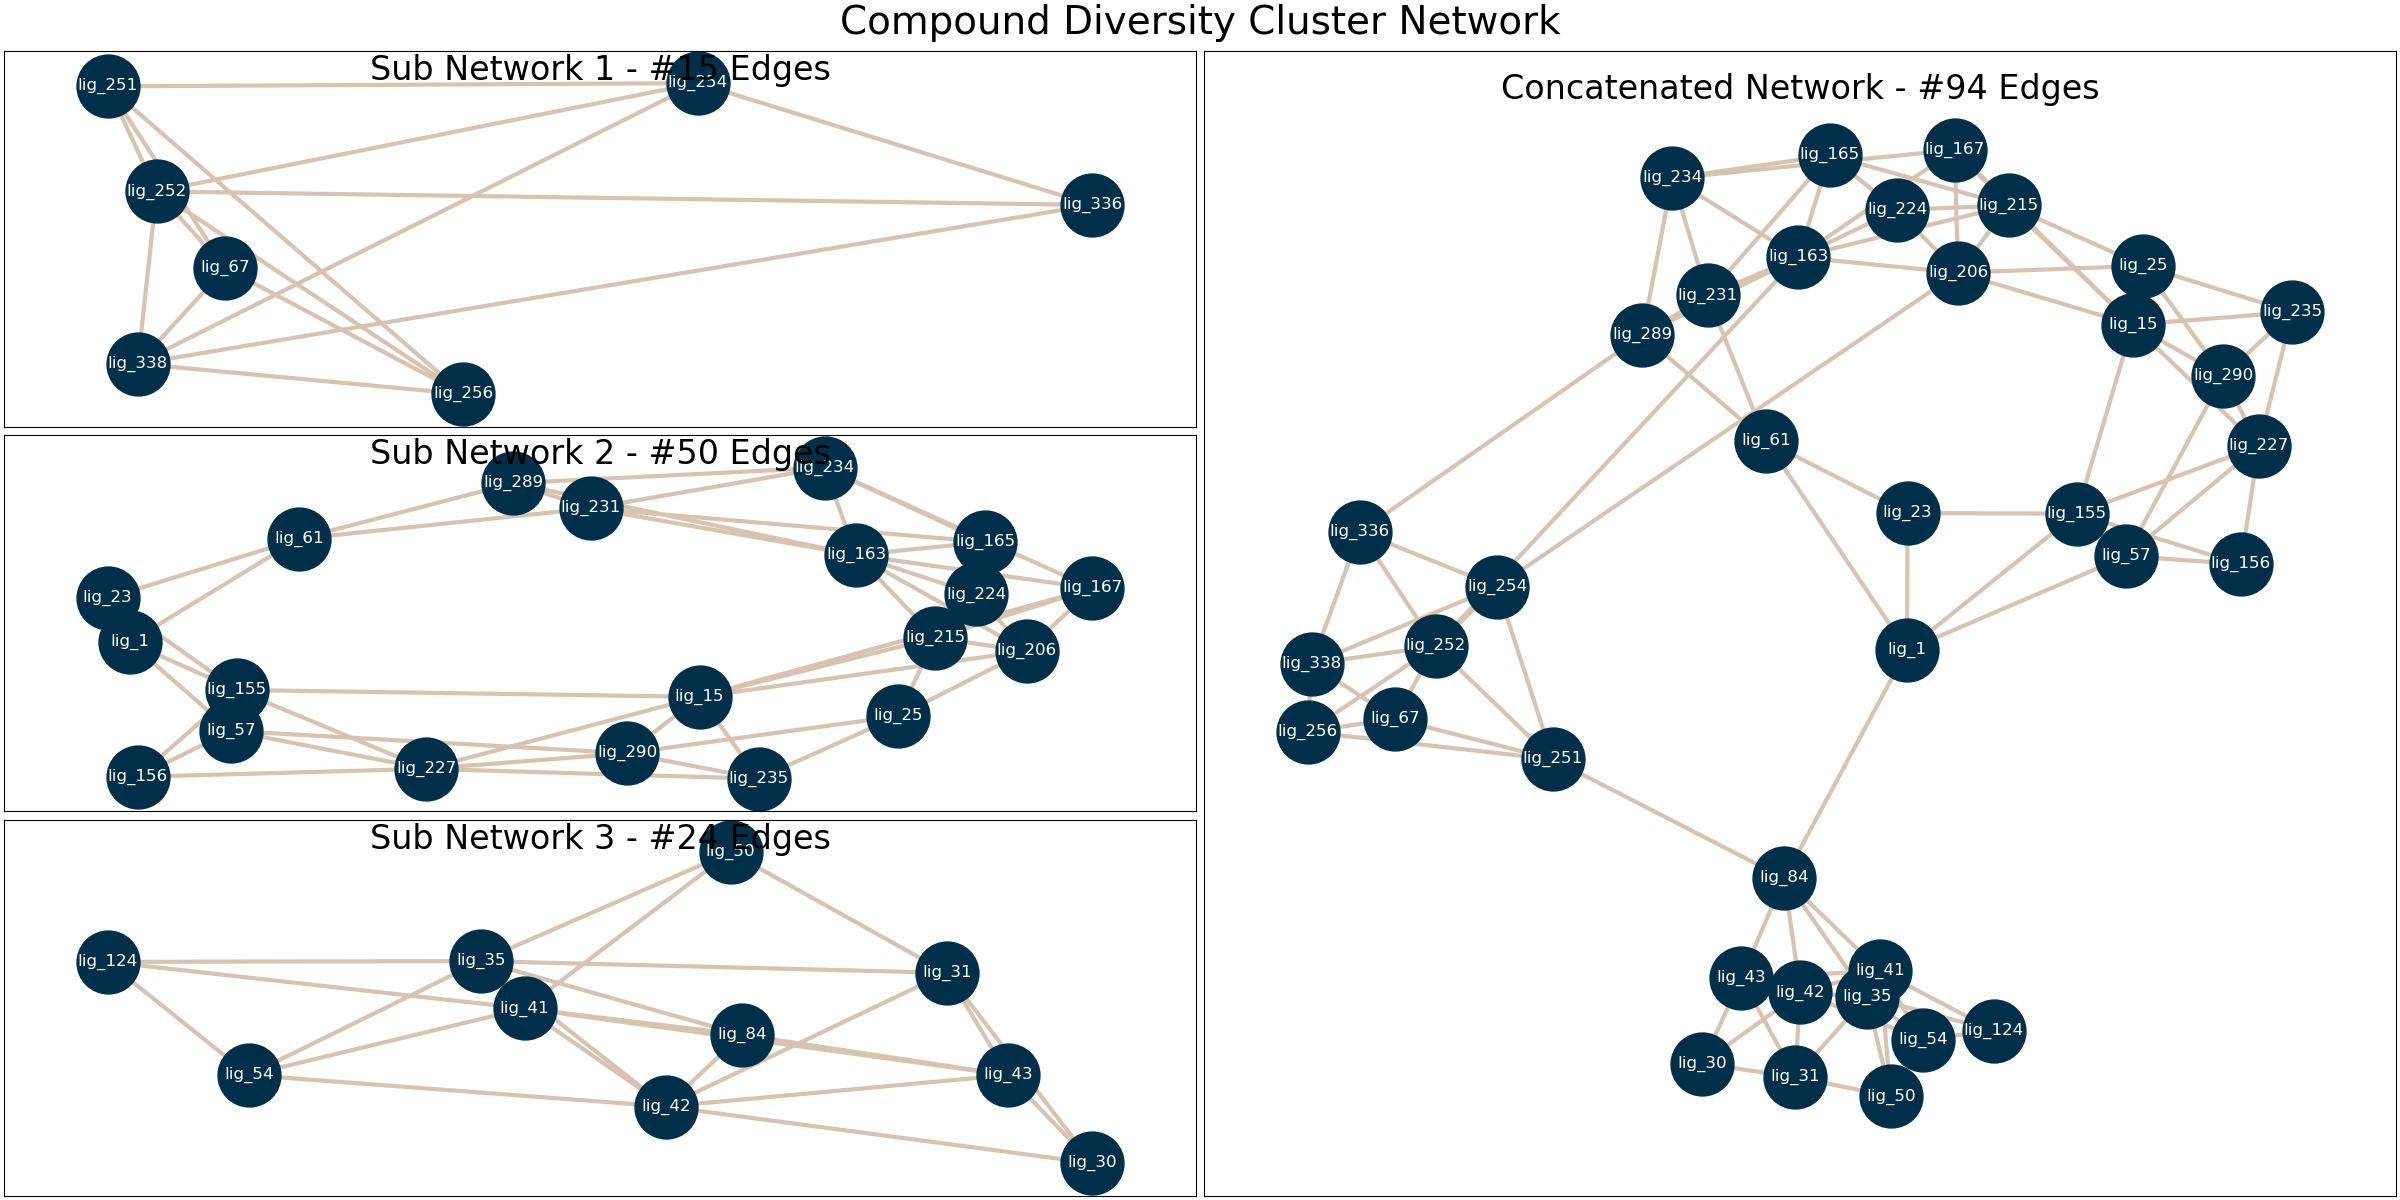 Compound Diversity Cluster Network
Sub Network 1 - #15 Edges
lig_251
lig_254
lig_252
lig_336
lig_67
lig_338
lig_256
Sub Network 2 - #50 Edges
lig_234
lig_289
lig_231
lig_61
lig_165
lig_163
lig_167
lig_224
lig_23
lig_1
lig_215
lig_206
lig_155
lig_15
lig_25
lig_57
lig_290
lig_227
lig_156
lig_235
Sub Network 3 - #24 Edges
lig_50
lig_124
lig_35
lig_31
lig_41
lig_84
lig_54
lig_43
lig_42
lig_30
Concatenated Network - #94 Edges
lig_167
lig_165
lig_234
lig_215
lig_224
lig_163
lig_25
lig_206
lig_231
lig_235
lig_15
lig_289
lig_290
lig_61
lig_227
lig_23
lig_155
lig_336
lig_57
lig_156
lig_254
lig_252
lig_1
lig_338
lig_67
lig_256
lig_251
lig_84
lig_41
lig_43
lig_42
lig_35
lig_124
lig_54
lig_30
lig_31
lig_50